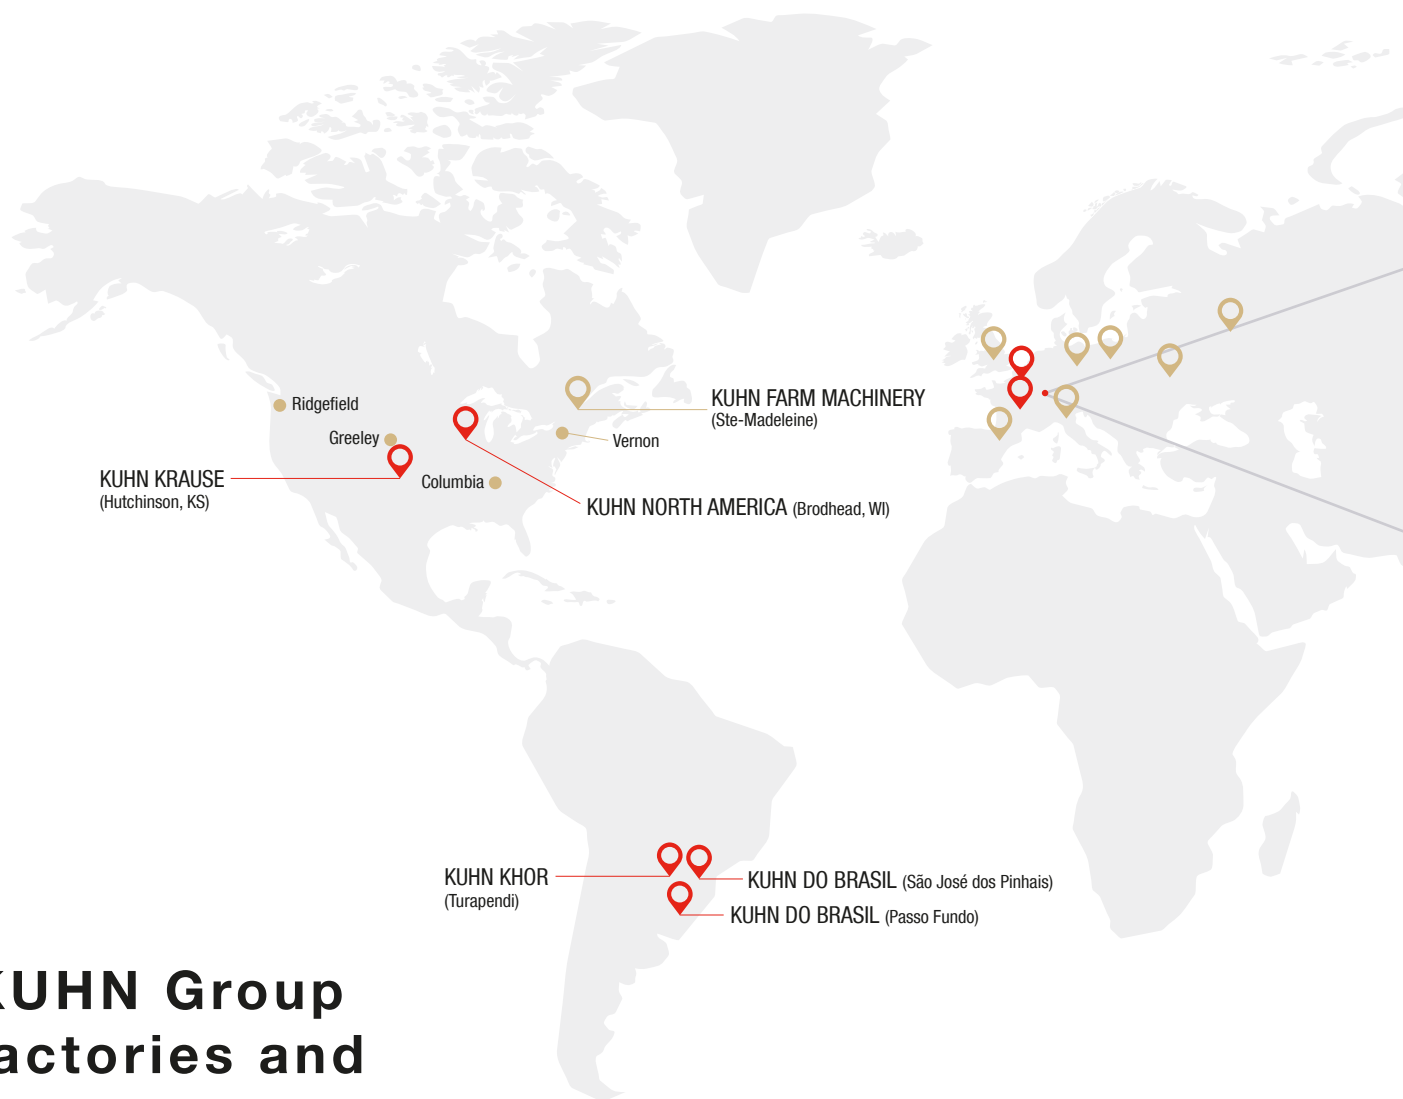 Ridgefield
Greeley
KUHN KRAUSE
(Hutchinson, KS)
Columbia
KUHN FARM MACHINERY
(Ste-Madeleine)
Vernon
KUHN NORTH AMERICA (Brodhead, WI)
KUHN KHOR
(Turapendi)
KUHN DO BRASIL (São José dos Pinhais)
KUHN DO BRASIL (Passo Fundo)
KUHN Group
actories and